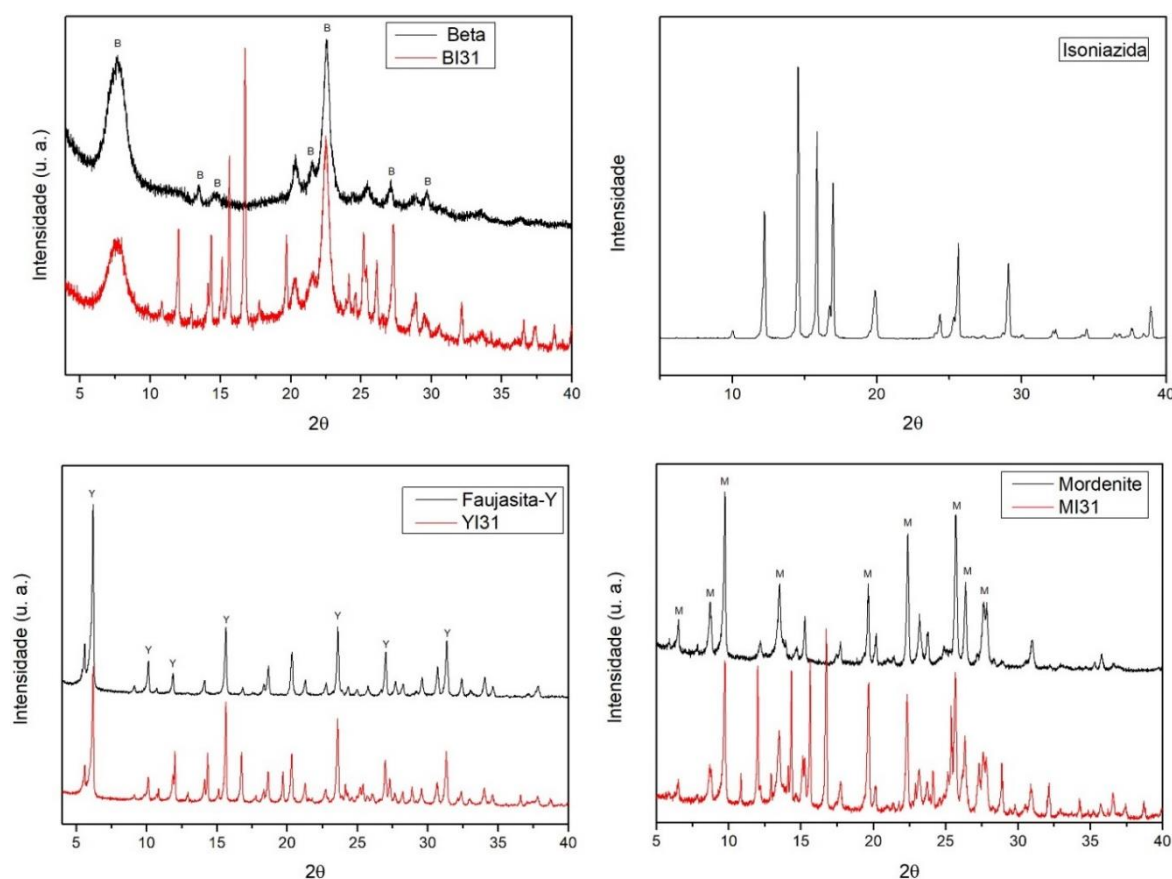 Beta
BI31
B
B
B
B
B
B
B
Intensidade (u. a.)
5
10
15
20
25
30
35
40
2θ
Isoniazida
Intensidade
10
20
30
40
2θ
Faujasita-Y
YI31
Y
Y
Y
Y
Y
Y
Y
Intensidade (u. a.)
5
10
15
20
25
30
35
40
2θ
Mordenite
MI31
M
M
M
M
M
M
M
M
M
Intensidade (u. a.)
5
10
15
20
25
30
35
40
2θ